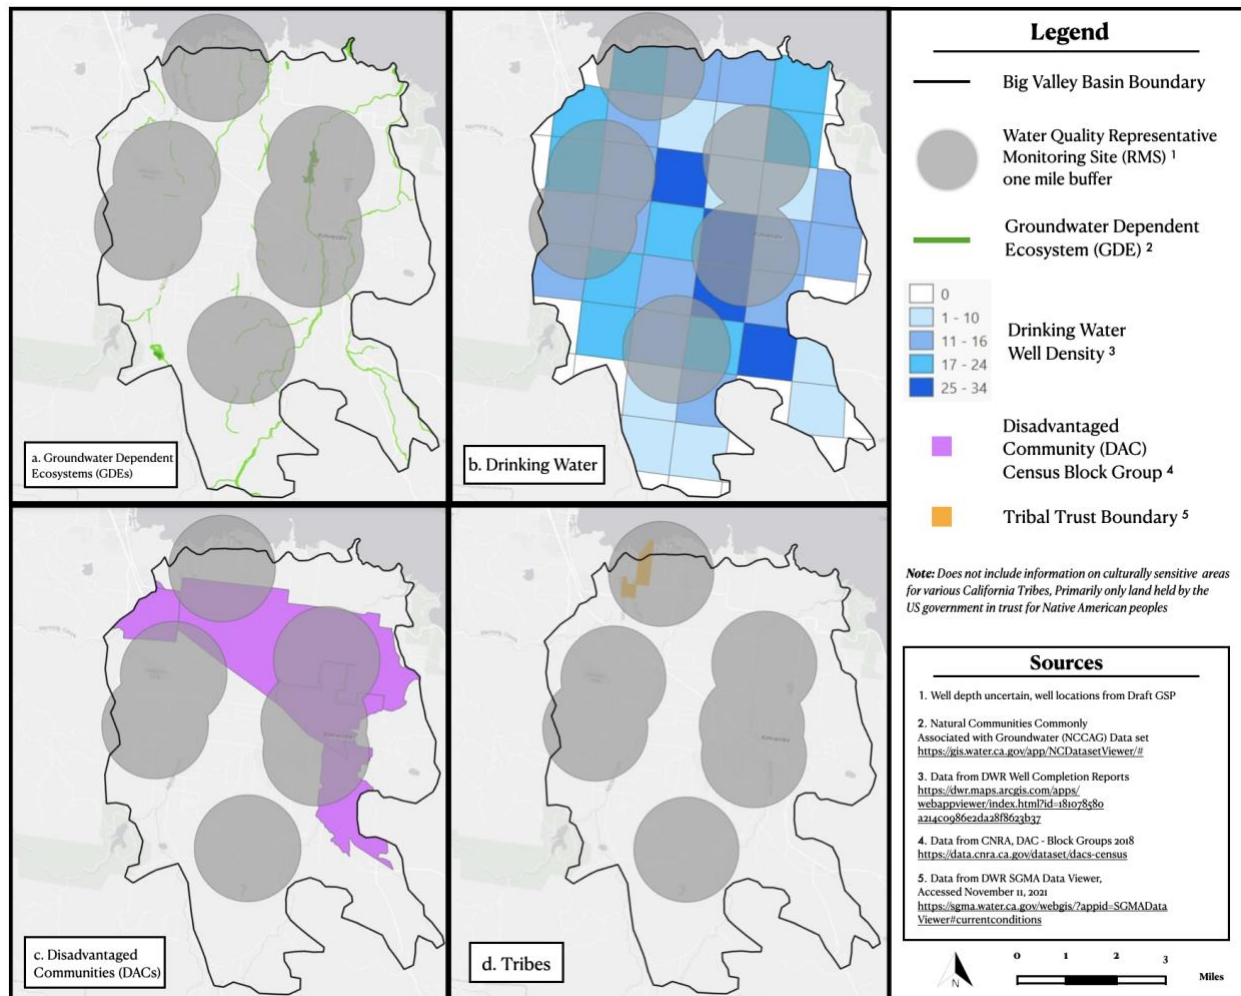 a. Groundwater Dependent
Ecosystems (GDEs)
b. Drinking Water
c. Disadvantaged
Communities (DACs)
d. Tribes
Legend
Big Valley Basin Boundary
Water Quality Representative
Monitoring Site (RMS) 1
one mile buffer
Groundwater Dependent
Ecosystem (GDE) 2
0
1 - 10
11 - 16
17 - 24
25 - 34
Drinking Water
Well Density 3
Disadvantaged
Community (DAC)
Census Block Group 4
Tribal Trust Boundary 5
Note: Does not include information on culturally sensitive areas
for various California Tribes, Primarily only land held by the
US government in trust for Native American peoples
Sources
1. Well depth uncertain, well locations from Draft GSP
2. Natural Communities Commonly
Associated with Groundwater (NCCAG) Data set
https://gis.water.ca.gov/app/NCDatasetViewer/#
3. Data from DWR Well Completion Reports
https://dwr.maps.arcgis.com/apps/
webappviewer/index.html?id=181078580
a214c0986e2da28f8623b37
4. Data from CNRA, DAC - Block Groups 2018
https://data.cnra.ca.gov/dataset/dacs-census
5. Data from DWR SGMA Data Viewer,
Accessed November 11, 2021
https://sgma.water.ca.gov/webgis/?appid=SGMAData
Viewer#currentconditions
N
0 1 2 3
Miles